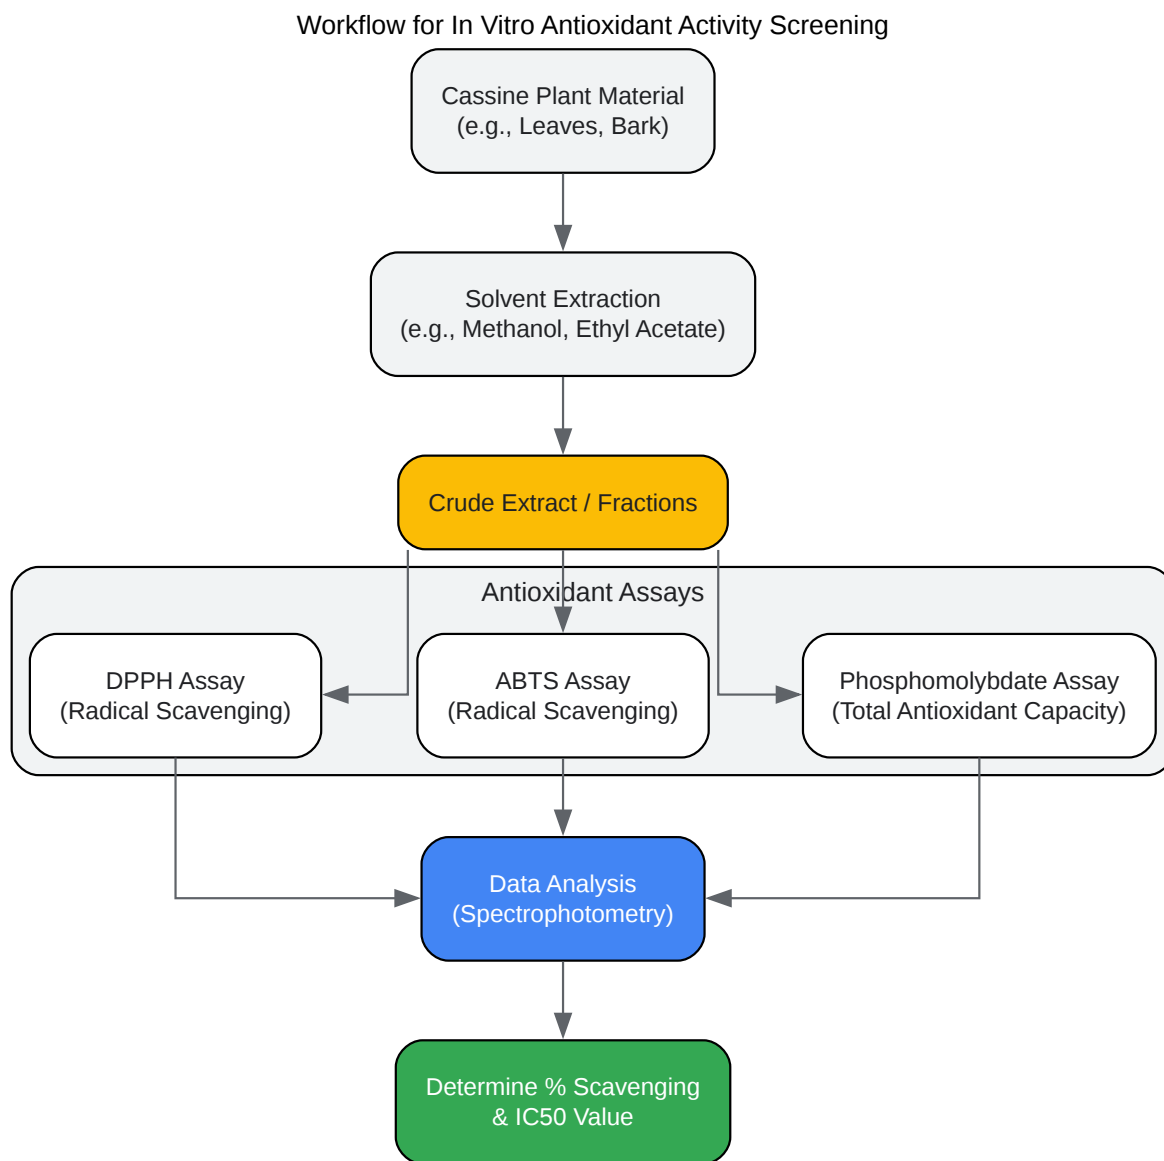 Workflow for In Vitro Antioxidant Activity Screening
Cassine Plant Material
(e.g., Leaves, Bark)
Solvent Extraction
(e.g., Methanol, Ethyl Acetate)
Crude Extract / Fractions
Antioxidant Assays
DPPH Assay
(Radical Scavenging)
ABTS Assay
(Radical Scavenging)
Phosphomolybdate Assay
(Total Antioxidant Capacity)
Data Analysis
(Spectrophotometry)
Determine % Scavenging
& IC50 Value